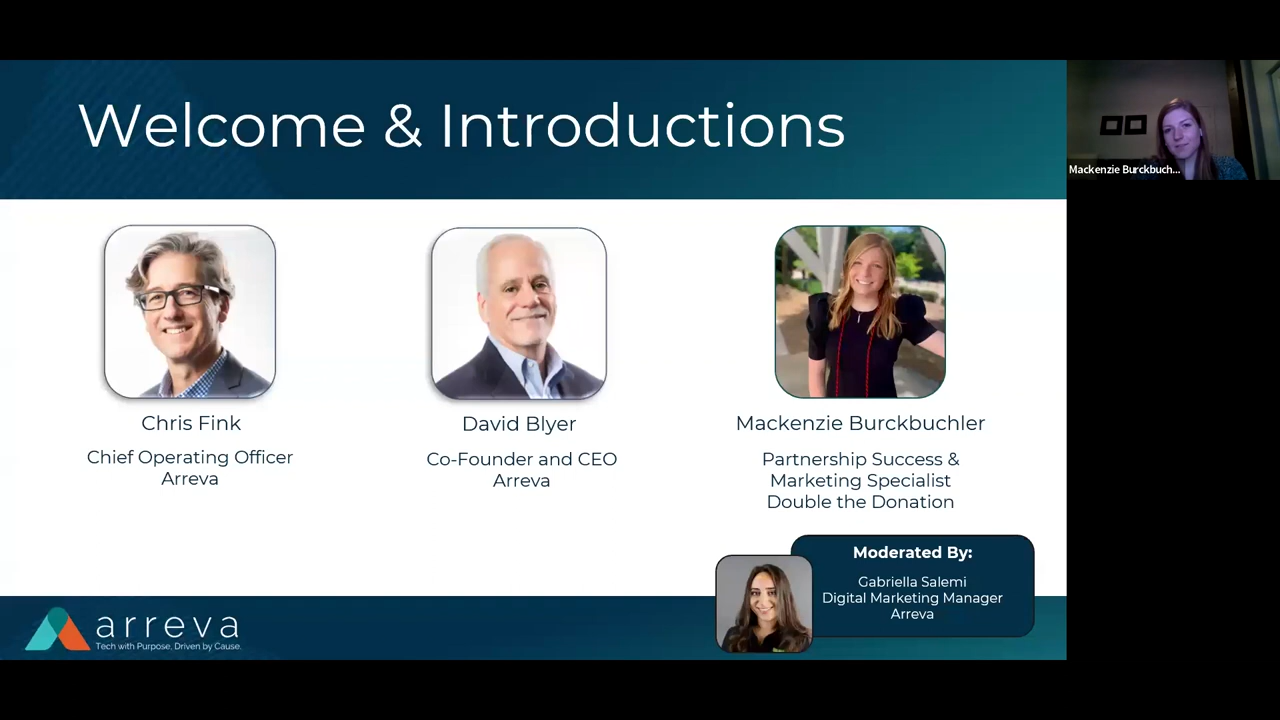 Welcome & Introductions
Mackenzie Burckbuch...
Chris Fink
Chief Operating Officer
Arreva
David Blyer
Co-Founder and CEO
Arreva
Mackenzie Burckbuchler
Partnership Success &
Marketing Specialist
Double the Donation
Moderated By:
Gabriella Salemi
Digital Marketing Manager
Arreva
arreva
Tech with Purpose, Driven by Cause.